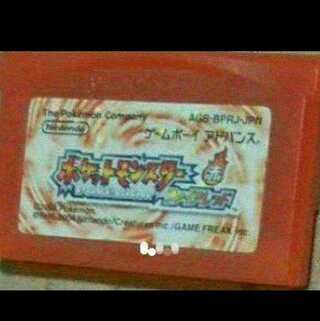 The Pokémon Company
AGB-BPRJ-JPN
Nintendo
ゲームボーイ アドバンス
ポケットモンスター
赤
ファイアレッド
/GAME FREAK inc.